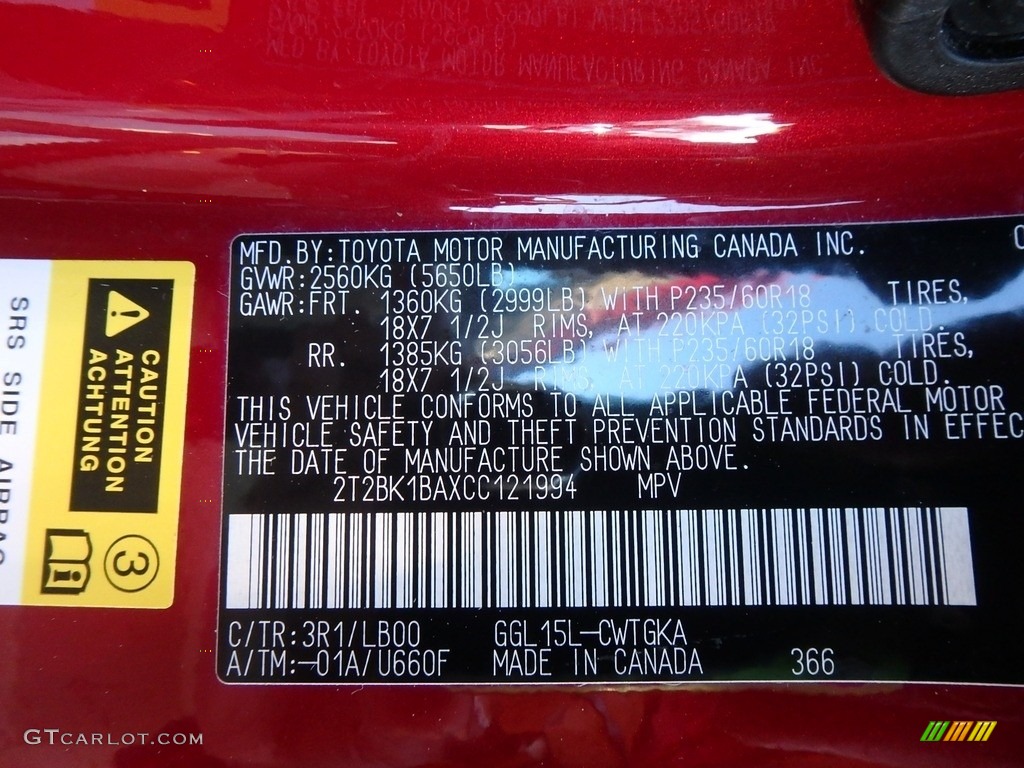 MFD.BY:TOYOTA MOTOR MANUFACTURING CANADA INC.
GVWR:2560KG (5650LB)
GAWR:FRT. 1360KG (2999LB) WITH P235/60R18 TIRES,
18X7 1/2J RIMS, AT 220KPA (32PSI) COLD.
RR. 1385KG (3056LB) WITH P235/60R18 TIRES,
18X7 1/2J RIMS, AT 220KPA (32PSI) COLD.
THIS VEHICLE CONFORMS TO ALL APPLICABLE FEDERAL MOTOR
VEHICLE SAFETY AND THEFT PREVENTION STANDARDS IN EFFEC
THE DATE OF MANUFACTURE SHOWN ABOVE.
2T2BK1BAXCC121994 MPV
C/TR:3R1/LB00 GGL15L-CWTGKA
A/TM:-01A/U660F MADE IN CANADA 366
SRS SIDE AIRBAG
CAUTION
ATTENTION
ACHTUNG
3
GTCARLOT.COM